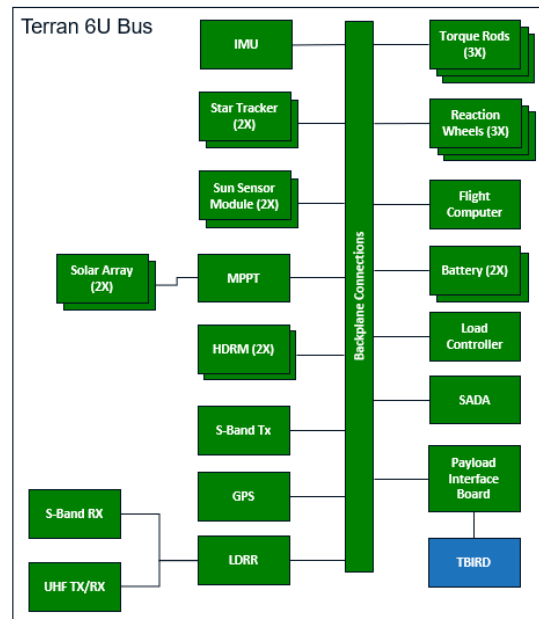 Terran 6U Bus
IMU
Star Tracker
(2X)
Sun Sensor
Module (2X)
Solar Array
(2X)
MPPT
HDRM (2X)
S-Band Tx
GPS
S-Band RX
LDRR
UHF TX/RX
Backplane Connections
Torque Rods
(3X)
Reaction
Wheels (3X)
Flight
Computer
Battery (2X)
Load
Controller
SADA
Payload
Interface
Board
TBIRD